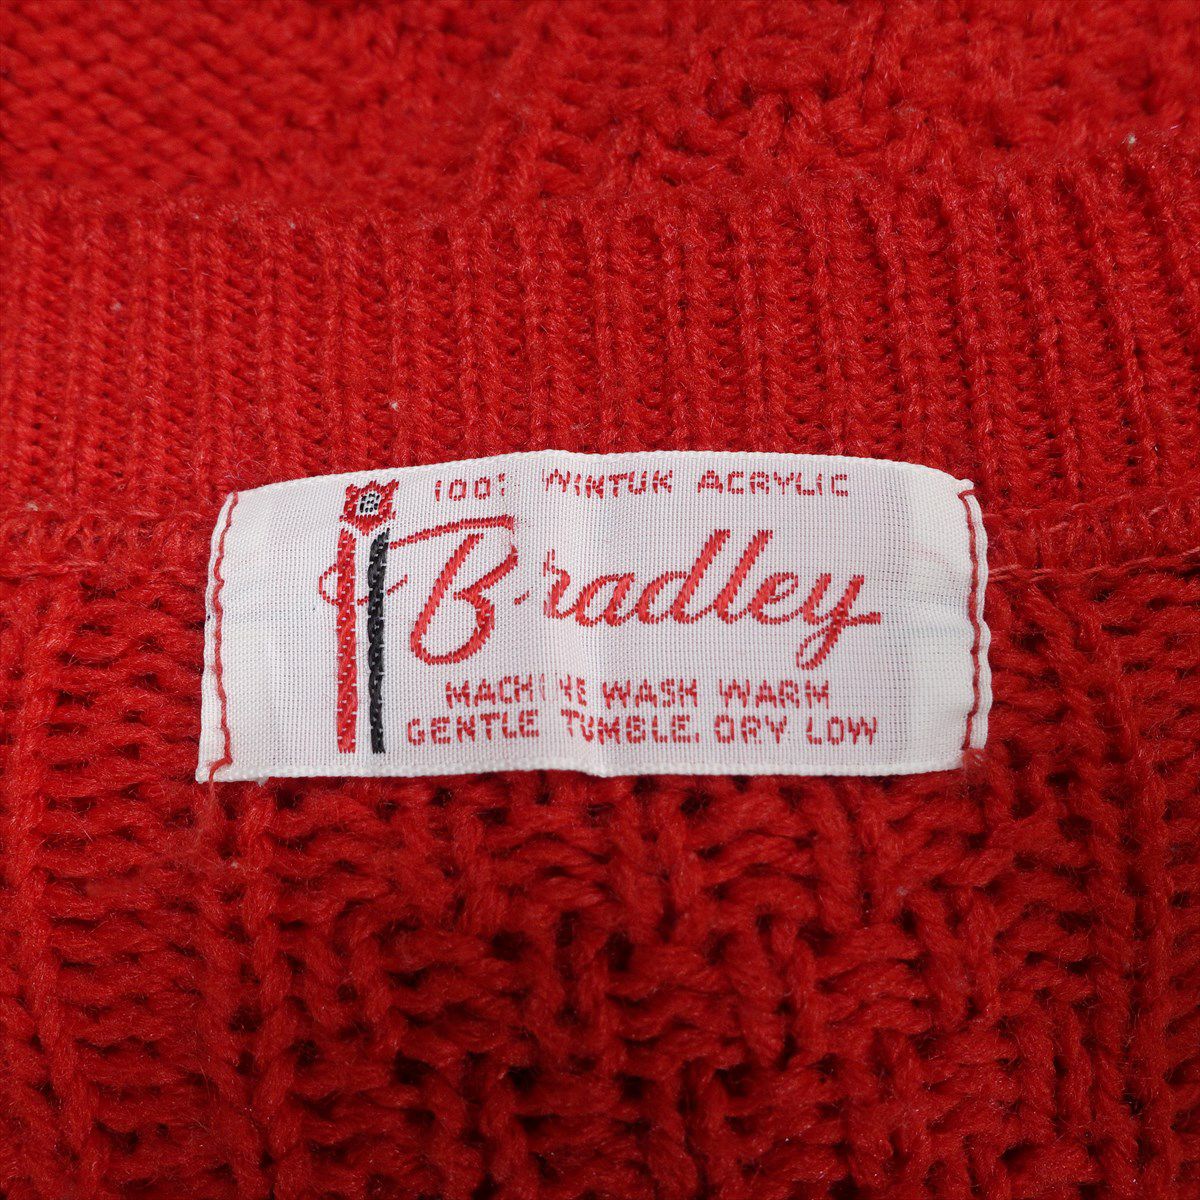 100% WINTUK ACRYLIC
B
Bradley
MACHINE WASH WARM
GENTLE TUMBLE. DRY LOW